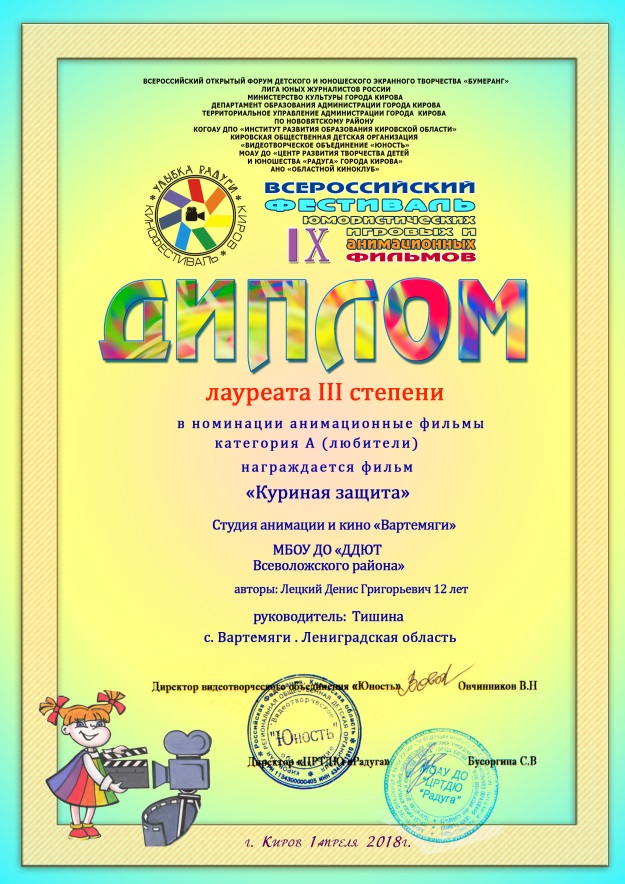 ВСЕРОССИЙСКИЙ ОТКРЫТЫЙ ФОРУМ ДЕТСКОГО И ЮНОШЕСКОГО ЭКРАННОГО ТВОРЧЕСТВА «БУМЕРАНГ»
ЛИГА ЮНЫХ ЖУРНАЛИСТОВ РОССИИ
МИНИСТЕРСТВО КУЛЬТУРЫ ГОРОДА КИРОВА
ДЕПАРТАМЕНТ ОБРАЗОВАНИЯ АДМИНИСТРАЦИИ ГОРОДА КИРОВА
ТЕРРИТОРИАЛЬНОЕ УПРАВЛЕНИЕ АДМИНИСТРАЦИИ ГОРОДА КИРОВА
ПО НОВОВЯТСКОМУ РАЙОНУ
КОГОАУ ДПО «ИНСТИТУТ РАЗВИТИЯ ОБРАЗОВАНИЯ КИРОВСКОЙ ОБЛАСТИ»
КИРОВСКАЯ ОБЩЕСТВЕННАЯ ДЕТСКАЯ ОРГАНИЗАЦИЯ
«ВИДЕОТВОРЧЕСКОЕ ОБЪЕДИНЕНИЕ «ЮНОСТЬ»
МОАУ ДО «ЦЕНТР РАЗВИТИЯ ТВОРЧЕСТВА ДЕТЕЙ
И ЮНОШЕСТВА «РАДУГА» ГОРОДА КИРОВА»
АНО «ОБЛАСТНОЙ КИНОКЛУБ»
УЛЫБКА РАДУГИ
КИНОФЕСТИВАЛЬ
КИРОВ
ВСЕРОССИЙСКИЙ
ФЕСТИВАЛЬ
ЮМОРИСТИЧЕСКИХ
ИГРОВЫХ И
IX
АНИМАЦИОННЫХ
ФИЛЬМОВ
ДИПЛОМ
лауреата III степени
в номинации анимационные фильмы
категория А (любители)
награждается фильм
«Куриная защита»
Студия анимации и кино «Вартемяги»
МБОУ ДО «ДДЮТ
Всеволожского района»
авторы: Лецкий Денис Григорьевич 12 лет
руководитель: Тишина
с. Вартемяги . Лениградская область
Директор видеотворческого объединения «Юность»
Овчинников В.Н
"Видеотворческое
"Юность"
Директор «ЦРТДЮ «Радуга»
Бусоргина С.В
МОАУ ДО
"ЦРТДЮ
"Радуга"
г. Киров 1апреля 2018г.